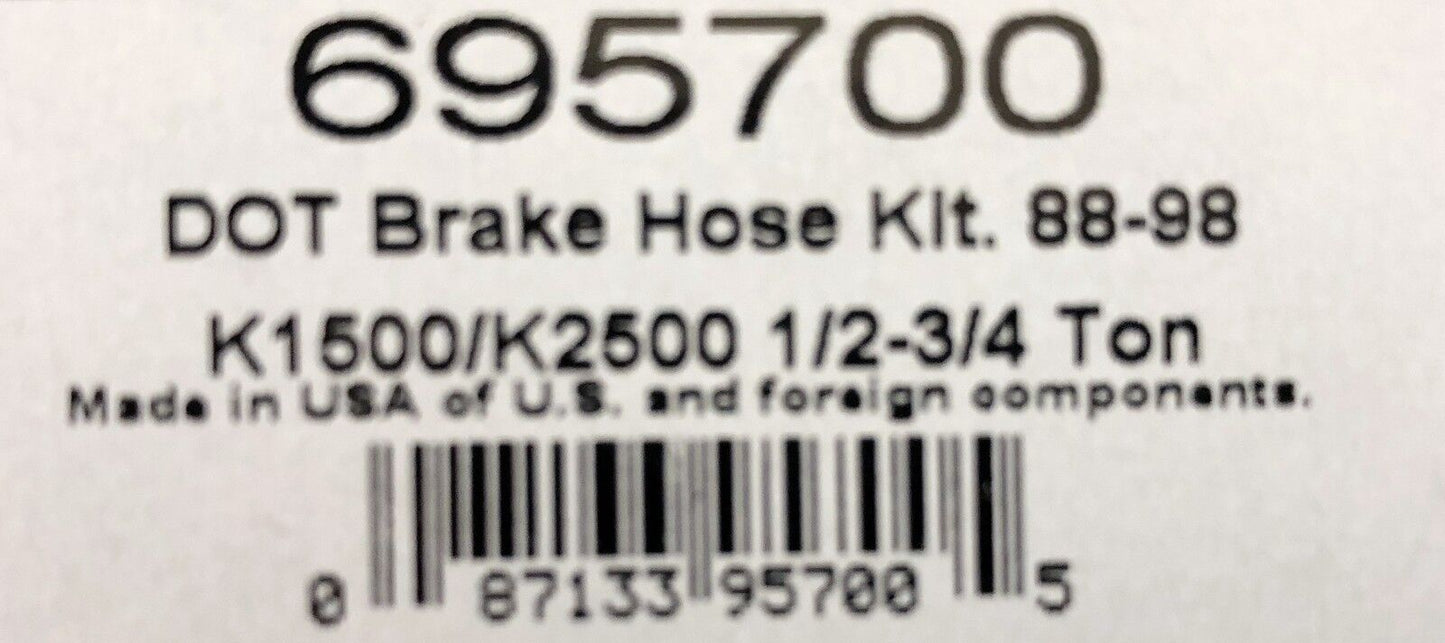 695700
DOT Brake Hose Kit. 88-98
K1500/K2500 1/2-3/4 Ton
Made in USA of U.S. and foreign components.
0 87133 95700 5